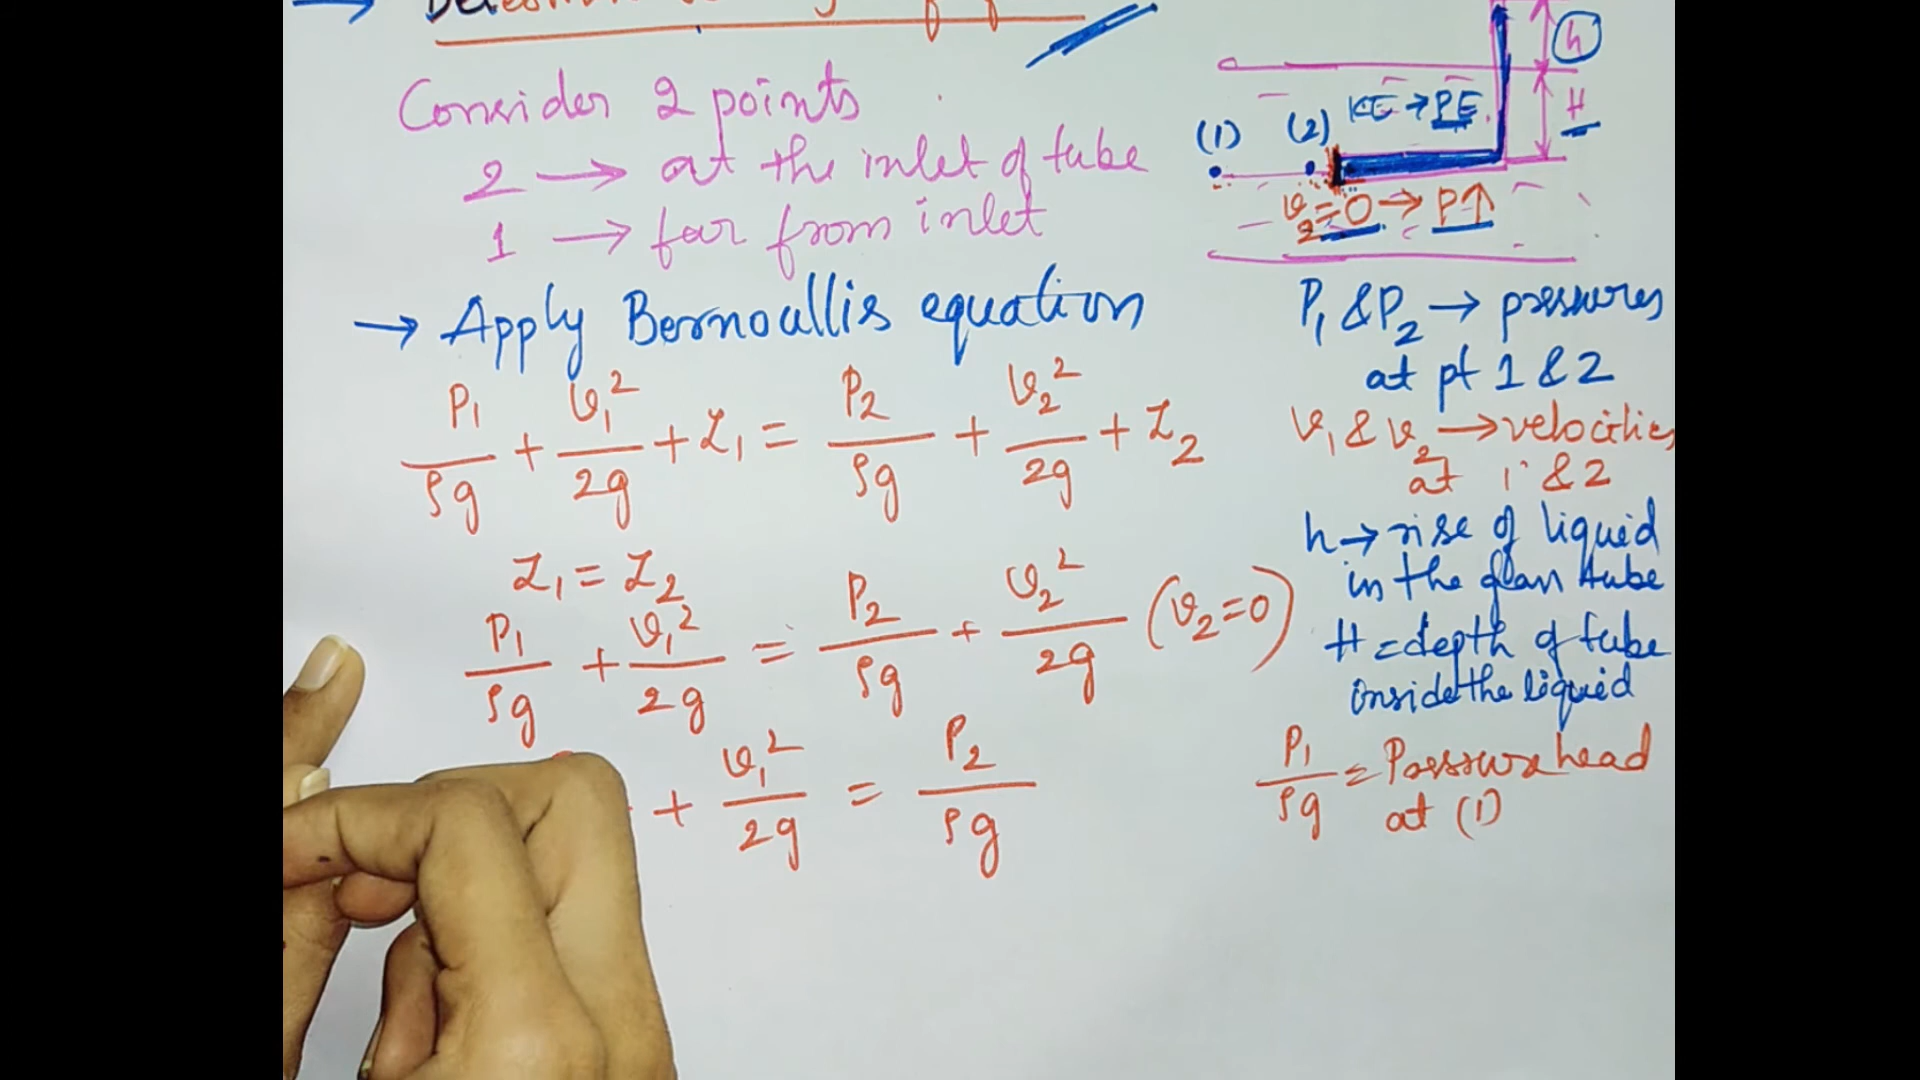 Consider 2 points
2 → at the inlet of tube
1 → far from inlet
→ Apply Bernoullis equation
P₁/ρg + v₁²/2g + Z₁ = P₂/ρg + v₂²/2g + Z₂
Z₁ = Z₂
P₁/ρg + v₁²/2g = P₂/ρg + v₂²/2g (v₂=0)
+ v₁²/2g = P₂/ρg
h
H
KE → PE
(1) (2)
v₂=0 → P↑
P₁ & P₂ → pressures
at pt 1 & 2
v₁ & v₂ → velocities
at 1 & 2
h → rise of liquid
in the glass tube
H = depth of tube
inside the liquid
P₁/ρg = Pressure head
at (1)